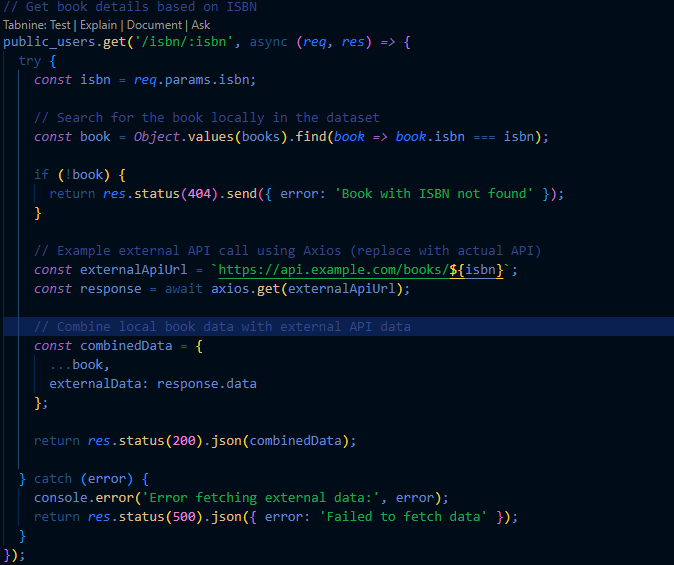 // Get book details based on ISBN
Tabnine: Test | Explain | Document | Ask
public_users.get('/isbn/:isbn', async (req, res) => {
try {
const isbn = req.params.isbn;
// Search for the book locally in the dataset
const book = Object.values(books).find(book => book.isbn === isbn);
if (!book) {
return res.status(404).send({ error: 'Book with ISBN not found' });
}
// Example external API call using Axios (replace with actual API)
const externalApiUrl = `https://api.example.com/books/${isbn}`;
const response = await axios.get(externalApiUrl);
// Combine local book data with external API data
const combinedData = {
...book,
externalData: response.data
};
return res.status(200).json(combinedData);
} catch (error) {
console.error('Error fetching external data:', error);
return res.status(500).json({ error: 'Failed to fetch data' });
}
});